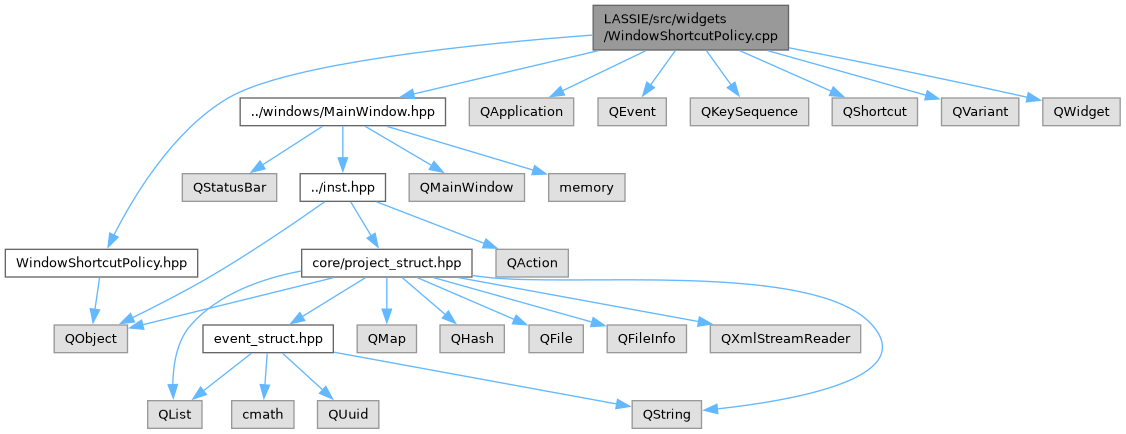 LASSIE/src/widgets
/WindowShortcutPolicy.cpp
../windows/MainWindow.hpp
QApplication
QEvent
QKeySequence
QShortcut
QVariant
QWidget
QStatusBar
../inst.hpp
QMainWindow
memory
WindowShortcutPolicy.hpp
core/project_struct.hpp
QAction
QObject
event_struct.hpp
QMap
QHash
QFile
QFileInfo
QXmlStreamReader
QList
cmath
QUuid
QString